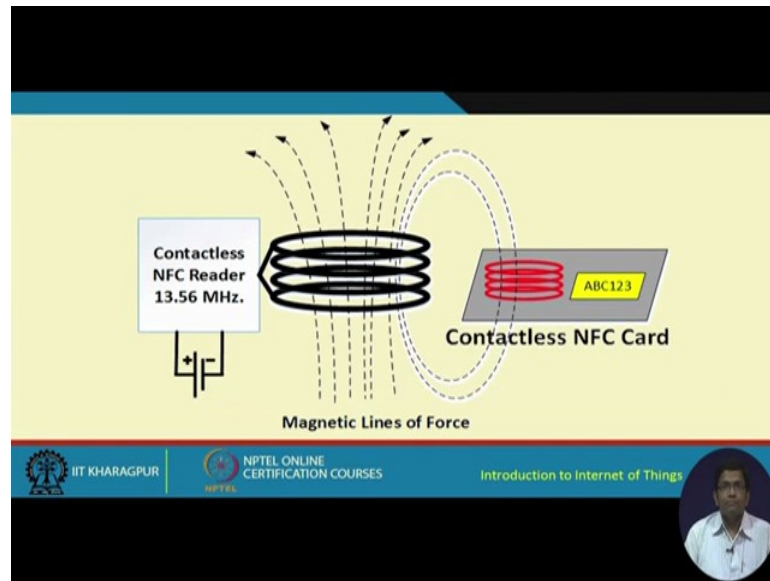 Contactless
NFC Reader
13.56 MHz.
+ -
ABC123
Contactless NFC Card
Magnetic Lines of Force
IIT KHARAGPUR
NPTEL
NPTEL ONLINE
CERTIFICATION COURSES
Introduction to Internet of Things